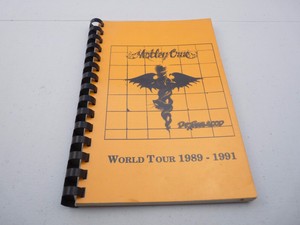 Mötley Crüe
Dr. Feelgood
WORLD TOUR 1989 - 1991